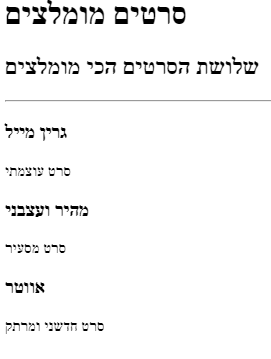 סרטים מומלצים
שלושת הסרטים הכי מומלצים
גרין מייל
סרט עוצמתי
מהיר ועצבני
סרט מסעיר
אווטר
סרט חדשני ומרתק